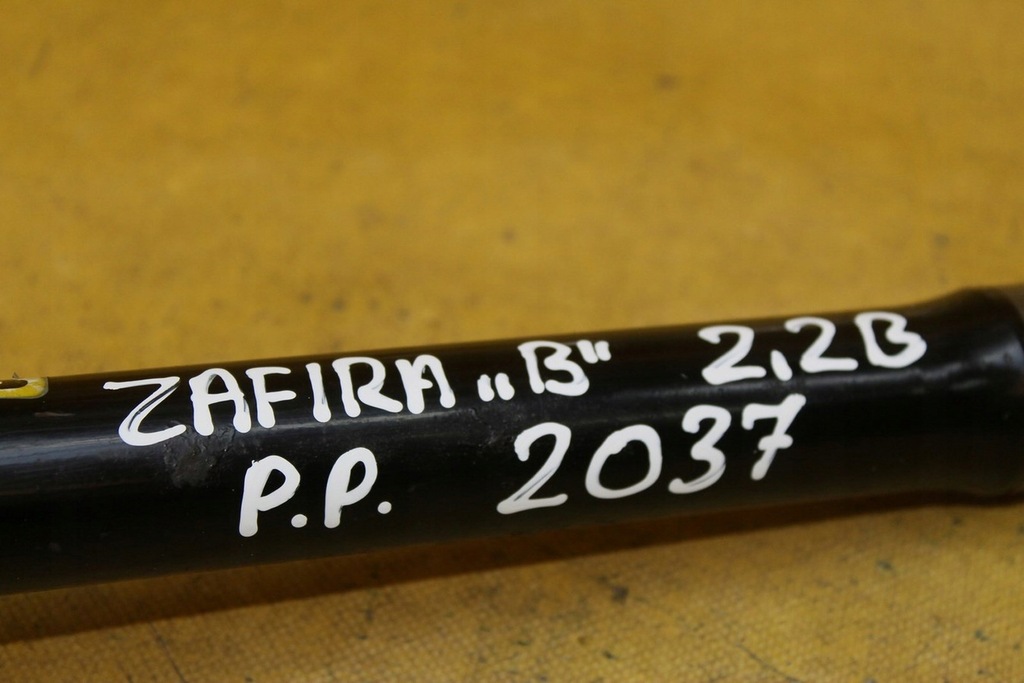 ZAFIRA „B" 2,2B
P.P. 2037